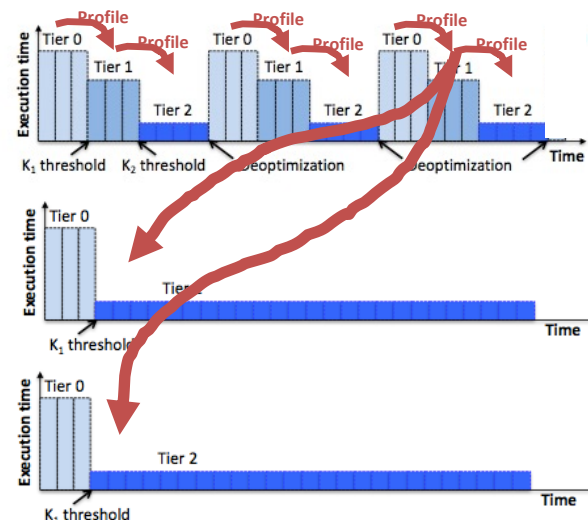 Profile Profile Profile
Tier 0 Profile Tier 0 Profile Tier 0 Profile
Tier 1 Tier 1 1
Tier 2 Tier 2 Tier 2
Execution time
K1 threshold K2 threshold Deoptimization Deoptimization Time
Tier 0
Execution time
Tier
Time
K1 threshold
Tier 0
Execution time
Tier 2
Time
threshold